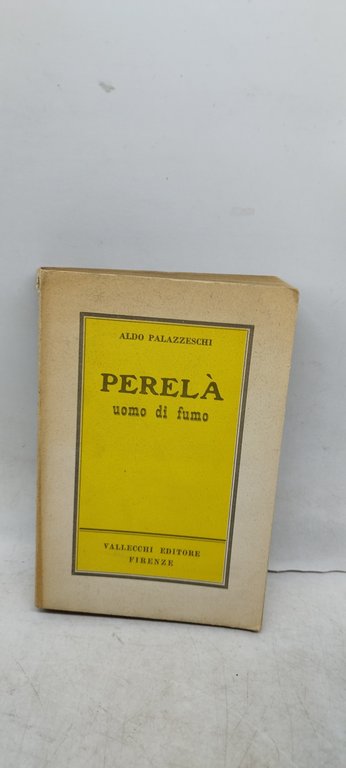 ALDO PALAZZESCHI
PERELÀ
uomo di fumo
VALLECCHI EDITORE
FIRENZE